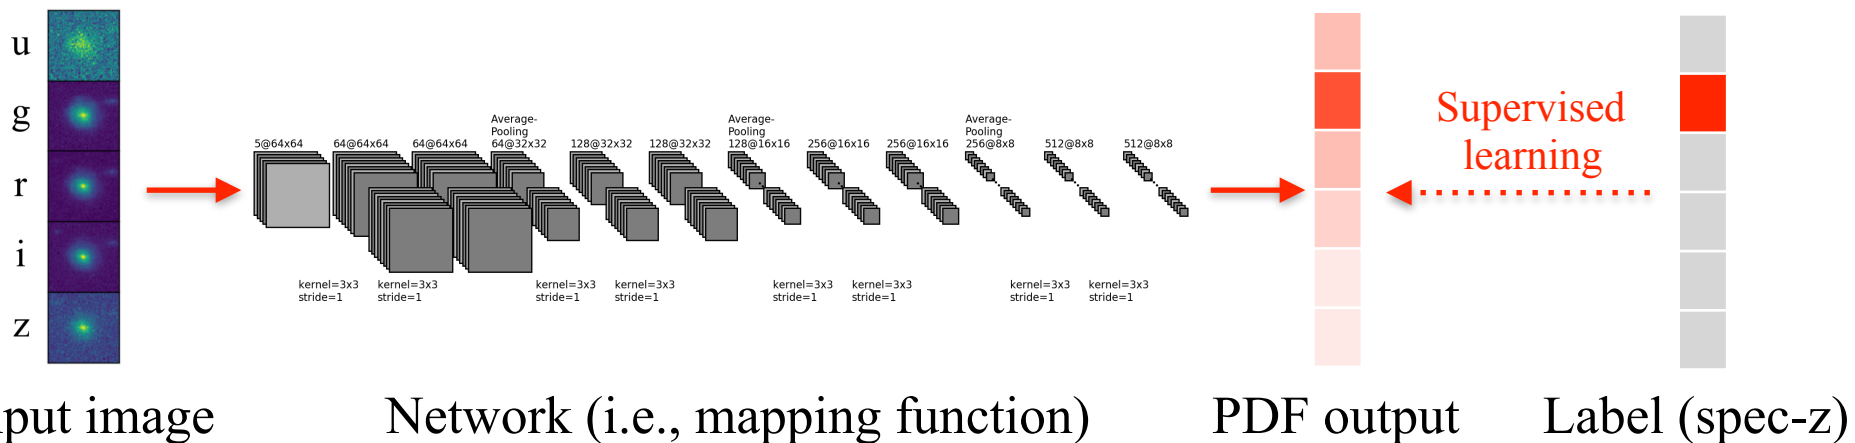 u
g
r
i
z
5@64x64
64@64x64
64@64x64
Average-
Pooling
64@32x32
128@32x32
128@32x32
Average-
Pooling
128@16x16
256@16x16
256@16x16
Average-
Pooling
256@8x8
512@8x8
512@8x8
kernel=3x3
stride=1
kernel=3x3
stride=1
kernel=3x3
stride=1
kernel=3x3
stride=1
kernel=3x3
stride=1
kernel=3x3
stride=1
kernel=3x3
stride=1
kernel=3x3
stride=1
Supervised
learning
put image
Network (i.e., mapping function)
PDF output
Label (spec-z)